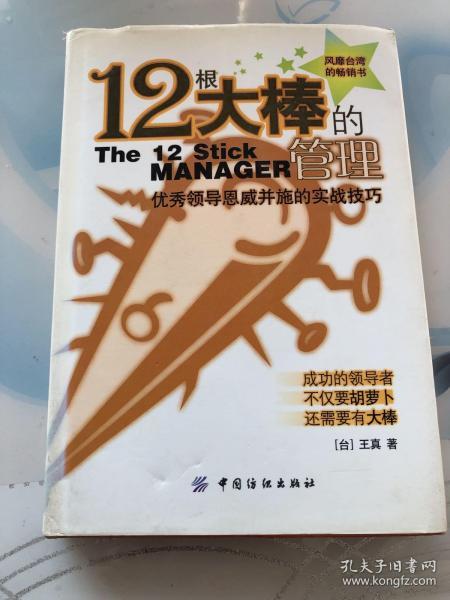 风靡台湾
的畅销书
12根大棒的
The 12 Stick
MANAGER管理
优秀领导恩威并施的实战技巧
成功的领导者
不仅要胡萝卜
还需要有大棒
[台] 王真 著
中国纺织出版社
孔夫子旧书网
www.kongfz.com